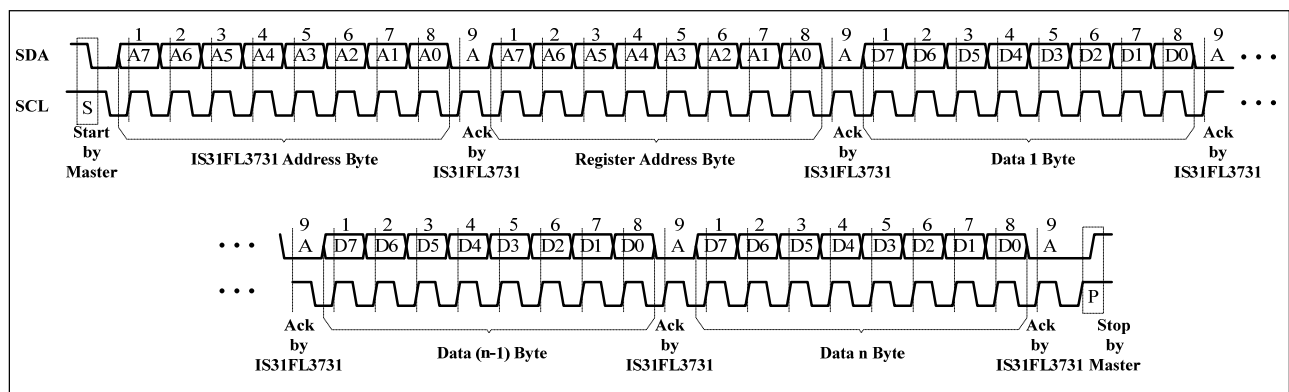 1 2 3 4 5 6 7 8 9 1 2 3 4 5 6 7 8 9 1 2 3 4 5 6 7 8 9
SDA A7 A6 A5 A4 A3 A2 A1 A0 A A7 A6 A5 A4 A3 A2 A1 A0 A D7 D6 D5 D4 D3 D2 D1 D0 A
SCL S
Start by Master
IS31FL3731 Address Byte
Ack by IS31FL3731
Register Address Byte
Ack by IS31FL3731
Data 1 Byte
Ack by IS31FL3731
9 1 2 3 4 5 6 7 8 9 1 2 3 4 5 6 7 8 9
A D7 D6 D5 D4 D3 D2 D1 D0 A D7 D6 D5 D4 D3 D2 D1 D0 A
P
Ack by IS31FL3731
Data (n-1) Byte
Ack by IS31FL3731
Data n Byte
Ack by IS31FL3731
Stop by Master